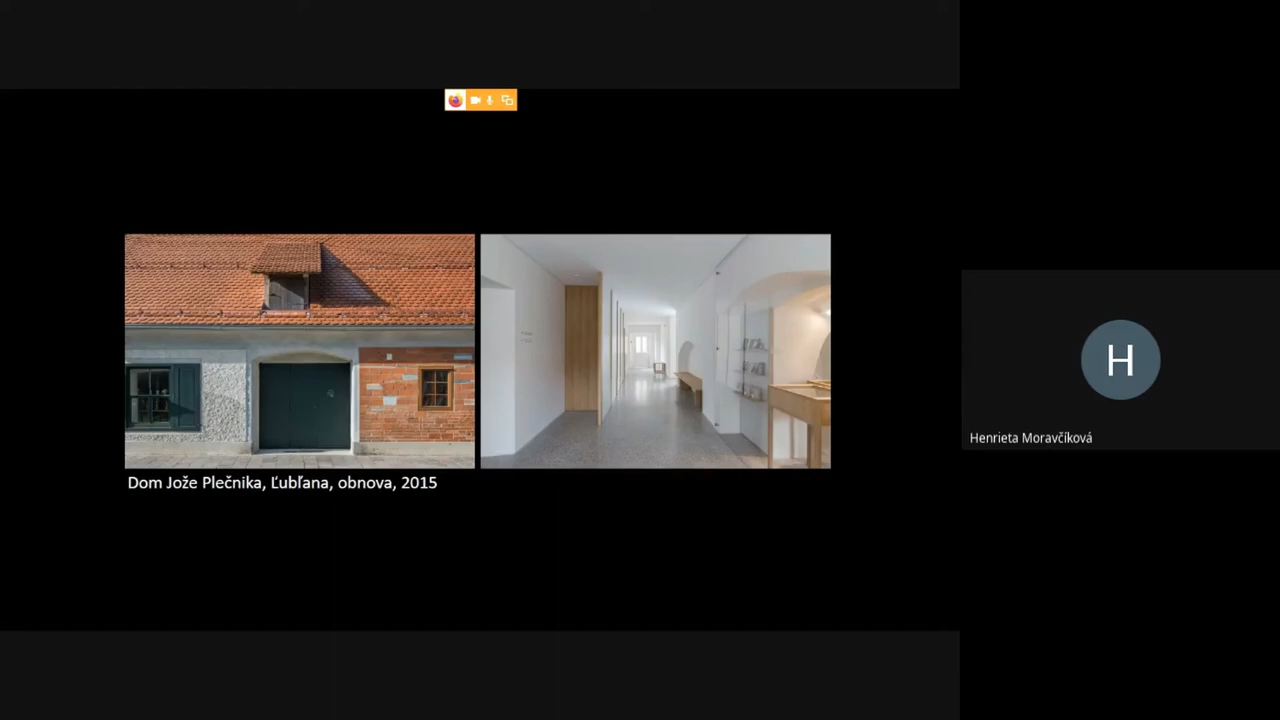 Dom Jože Plečnika, Ľubľana, obnova, 2015
H
Henrieta Moravčíková